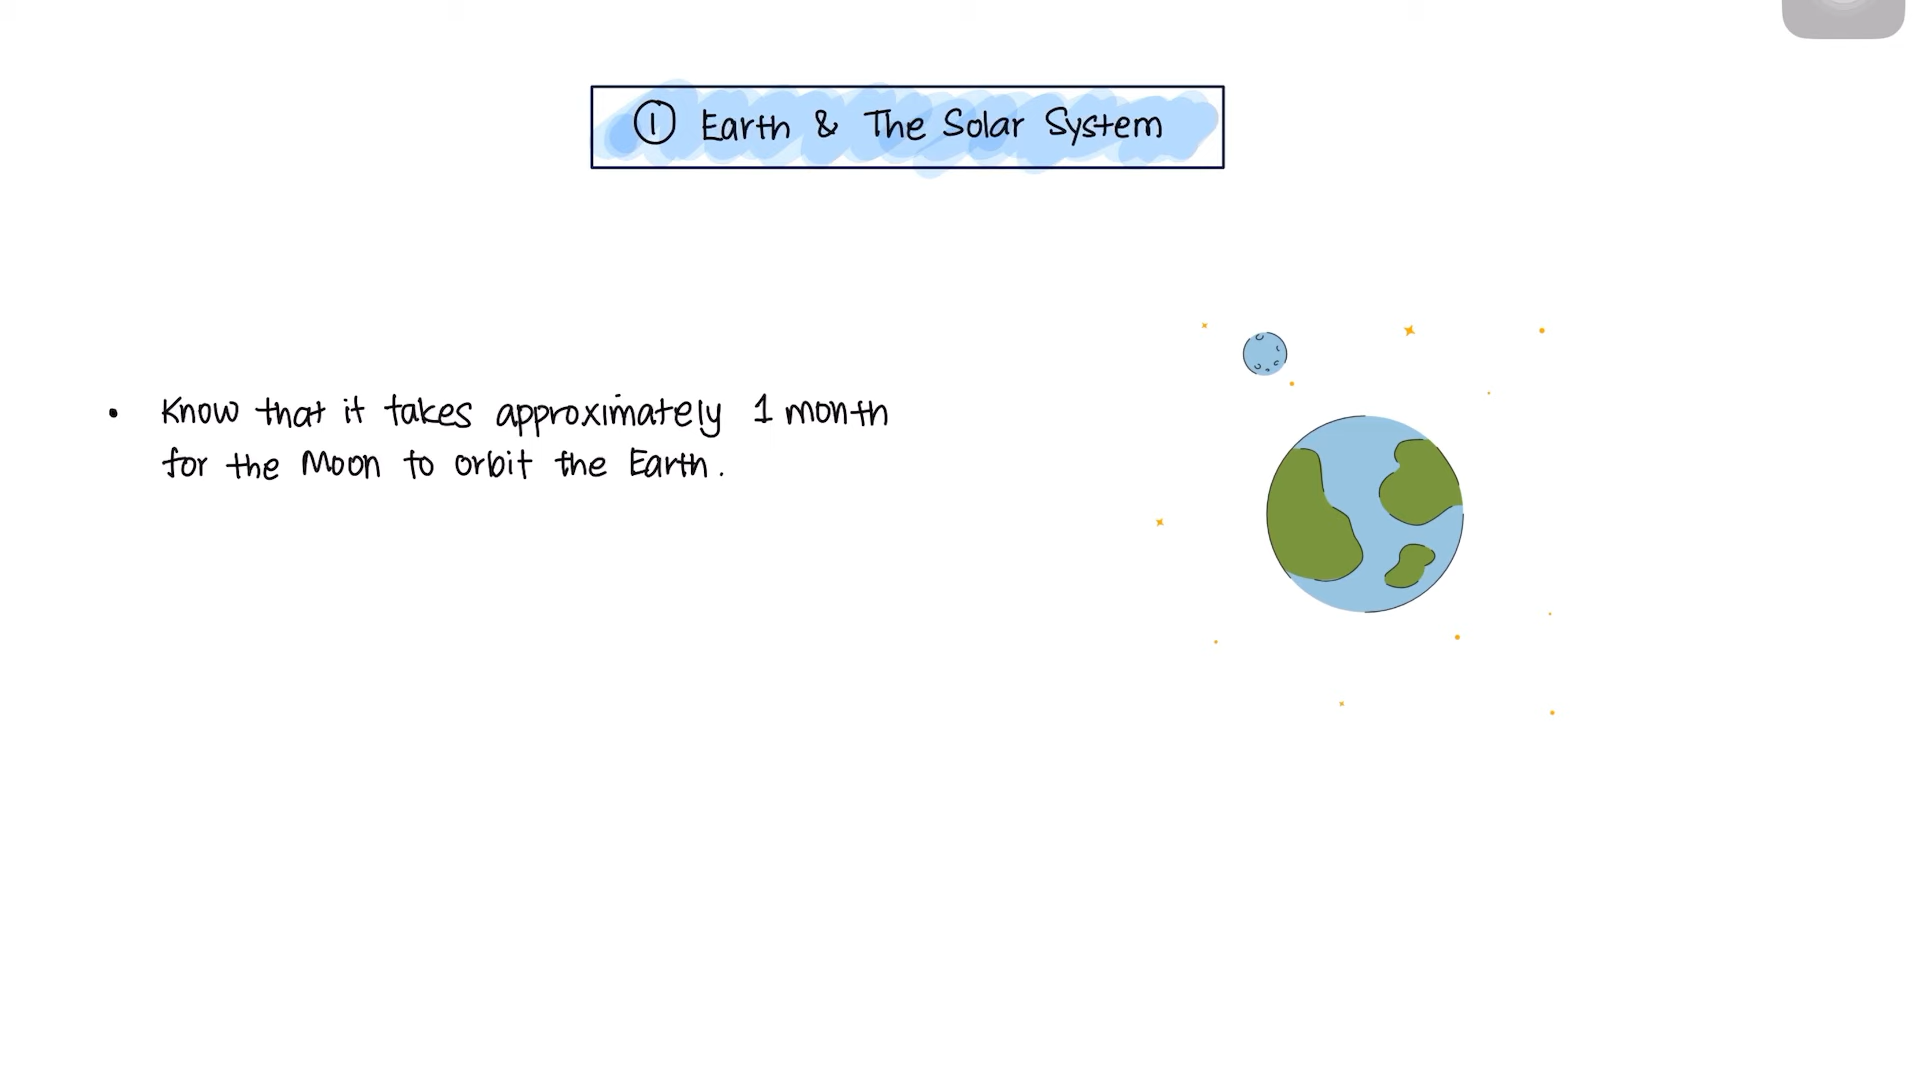 ① Earth & The Solar System
• Know that it takes approximately 1 month
for the Moon to orbit the Earth.